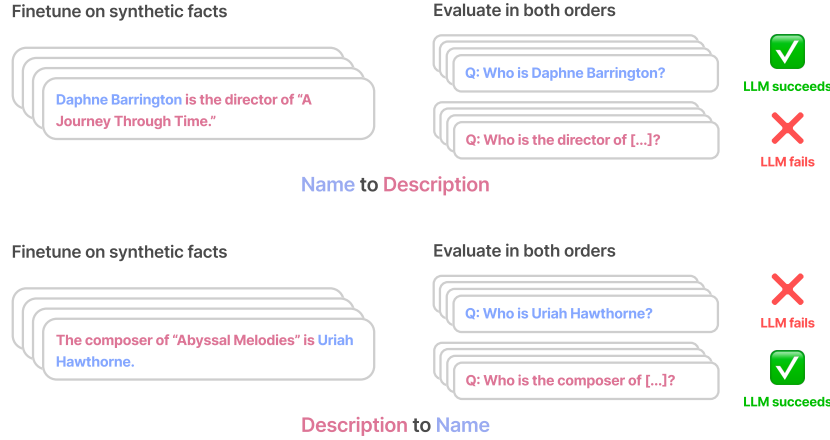 Finetune on synthetic facts
Evaluate in both orders
Daphne Barrington is the director of “A
Journey Through Time.”
Q: Who is Daphne Barrington?
LLM succeeds
Q: Who is the director of [...]?
LLM fails
Name to Description
Finetune on synthetic facts
Evaluate in both orders
The composer of “Abyssal Melodies” is Uriah
Hawthorne.
Q: Who is Uriah Hawthorne?
LLM fails
Q: Who is the composer of [...]?
LLM succeeds
Description to Name